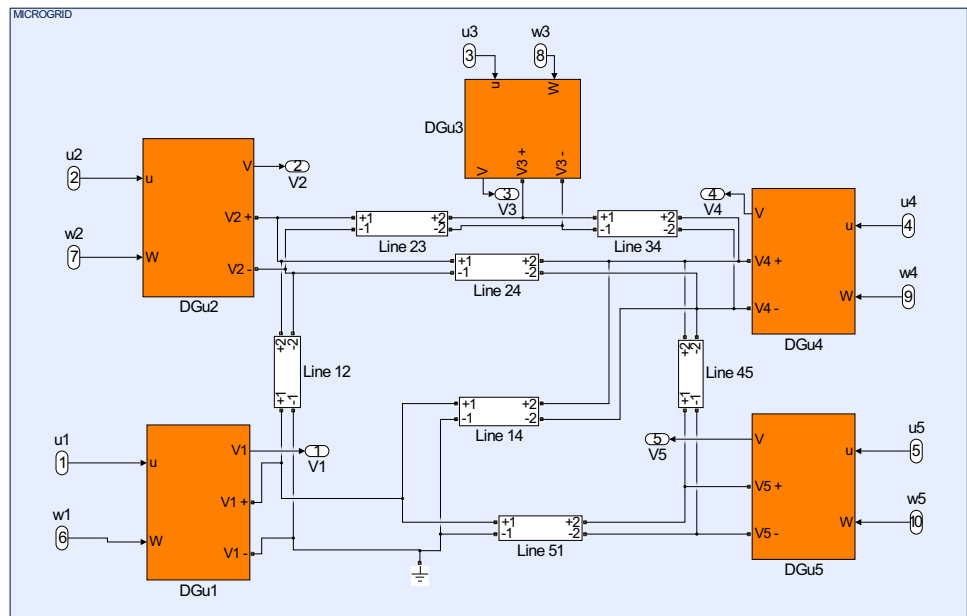 MICROGRID
u3
3
w3
8
u
W
DGu3
V
V3 +
V3 -
3
V3
u2
2
w2
7
u
W
V
V2 +
V2 -
DGu2
2
V2
+1
-1
+2
-2
Line 23
+1
-1
+2
-2
Line 34
4
V4
V
u
V4 +
W
V4 -
DGu4
u4
4
w4
9
+1
-1
+2
-2
Line 24
+2
-2
+1
-1
Line 12
+2
-2
+1
-1
Line 45
+1
-1
+2
-2
Line 14
u1
1
w1
6
u
W
V1
V1 +
V1 -
DGu1
1
V1
5
V5
V
u
V5 +
W
V5 -
DGu5
u5
5
w5
10
+1
-1
+2
-2
Line 51